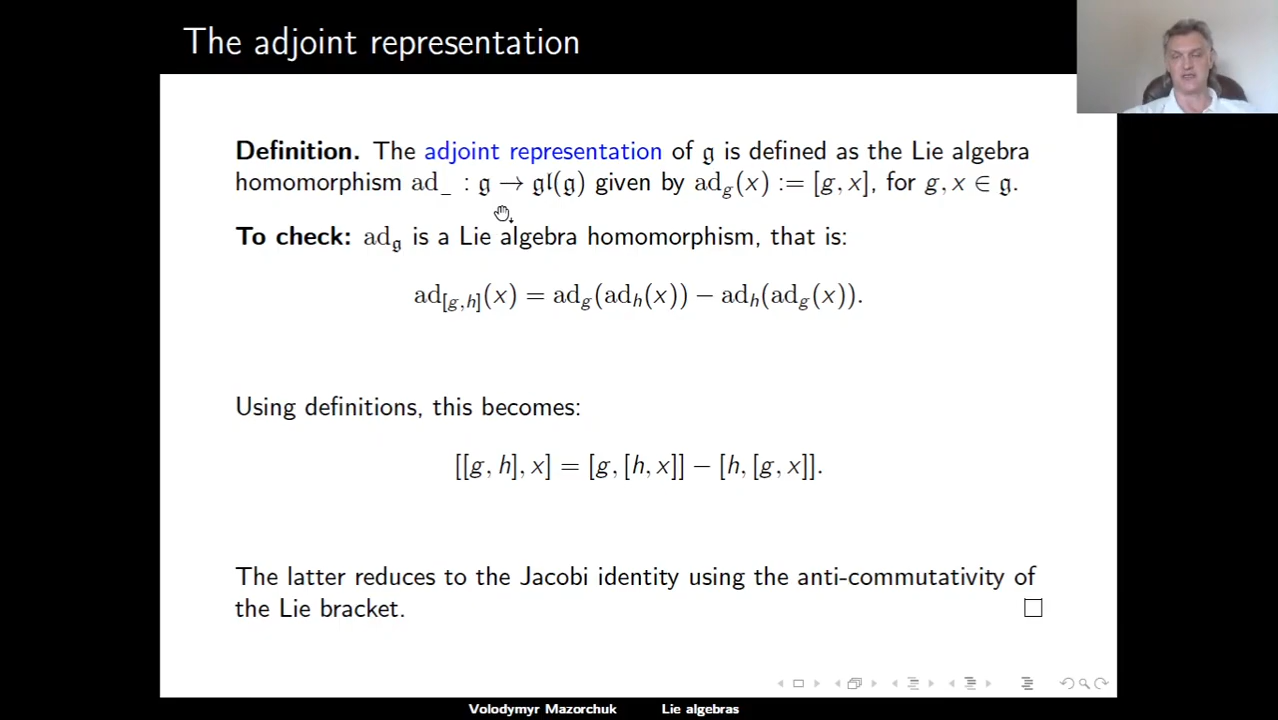 The adjoint representation
Definition. The adjoint representation of 𝔤 is defined as the Lie algebra
homomorphism ad_ : 𝔤 → 𝔤𝔩(𝔤) given by ad_g(x) := [g, x], for g, x ∈ 𝔤.
To check: ad_𝔤 is a Lie algebra homomorphism, that is:
ad_[g,h](x) = ad_g(ad_h(x)) − ad_h(ad_g(x)).
Using definitions, this becomes:
[[g, h], x] = [g, [h, x]] − [h, [g, x]].
The latter reduces to the Jacobi identity using the anti-commutativity of
the Lie bracket. □
Volodymyr Mazorchuk Lie algebras